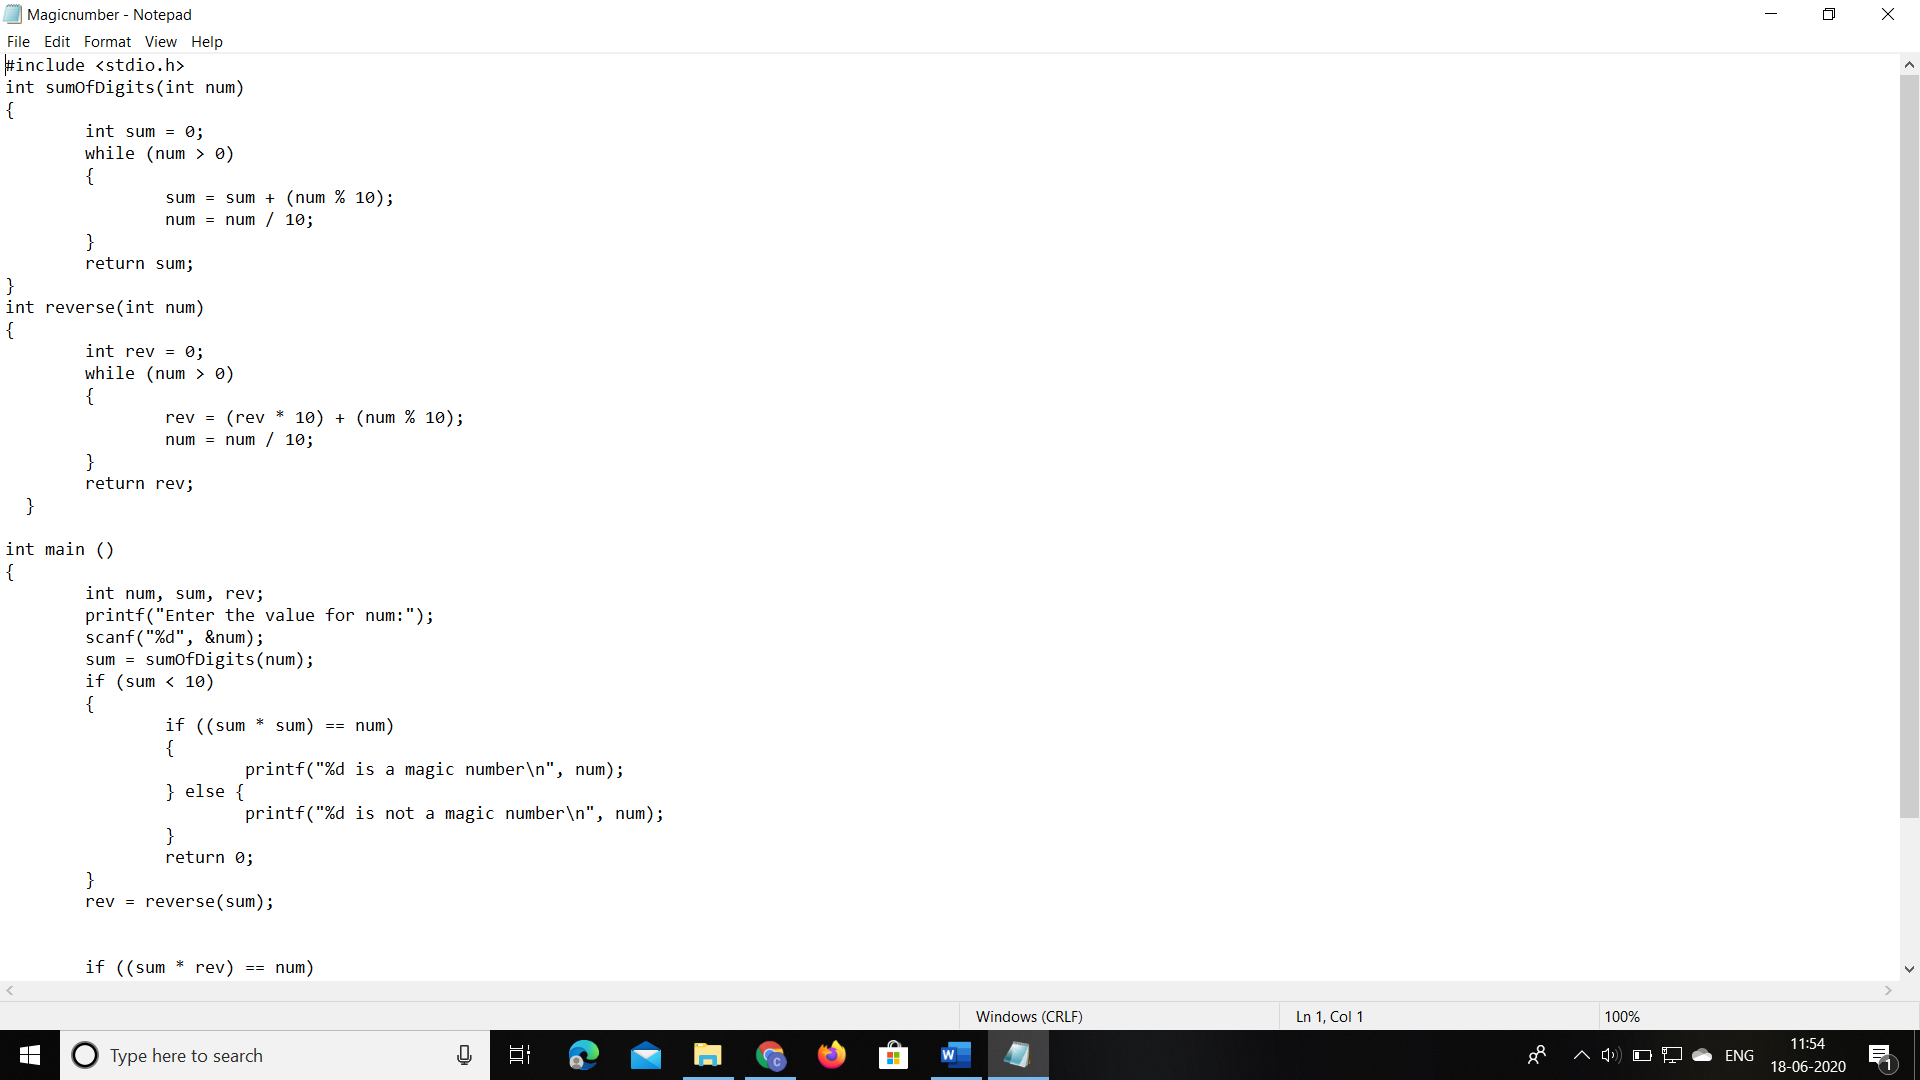 Magicnumber - Notepad
File Edit Format View Help
#include <stdio.h>
int sumOfDigits(int num)
{
        int sum = 0;
        while (num > 0)
        {
                sum = sum + (num % 10);
                num = num / 10;
        }
        return sum;
}
int reverse(int num)
{
        int rev = 0;
        while (num > 0)
        {
                rev = (rev * 10) + (num % 10);
                num = num / 10;
        }
        return rev;
  }
int main ()
{
        int num, sum, rev;
        printf("Enter the value for num:");
        scanf("%d", &num);
        sum = sumOfDigits(num);
        if (sum < 10)
        {
                if ((sum * sum) == num)
                {
                        printf("%d is a magic number\n", num);
                } else {
                        printf("%d is not a magic number\n", num);
                }
                return 0;
        }
        rev = reverse(sum);
        if ((sum * rev) == num)
Windows (CRLF) Ln 1, Col 1 100%
Type here to search
W
C
ENG
11:54
18-06-2020
1